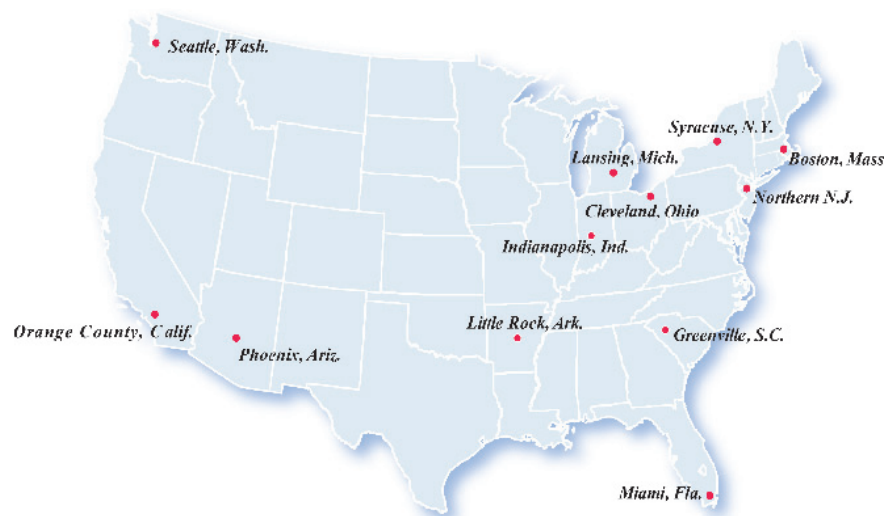 Seattle, Wash.
Syracuse, N.Y.
Lansing, Mich.
Boston, Mass
Northern N.J.
Cleveland, Ohio
Indianapolis, Ind.
Orange County, Calif.
Little Rock, Ark.
Greenville, S.C.
Phoenix, Ariz.
Miami, Fla.